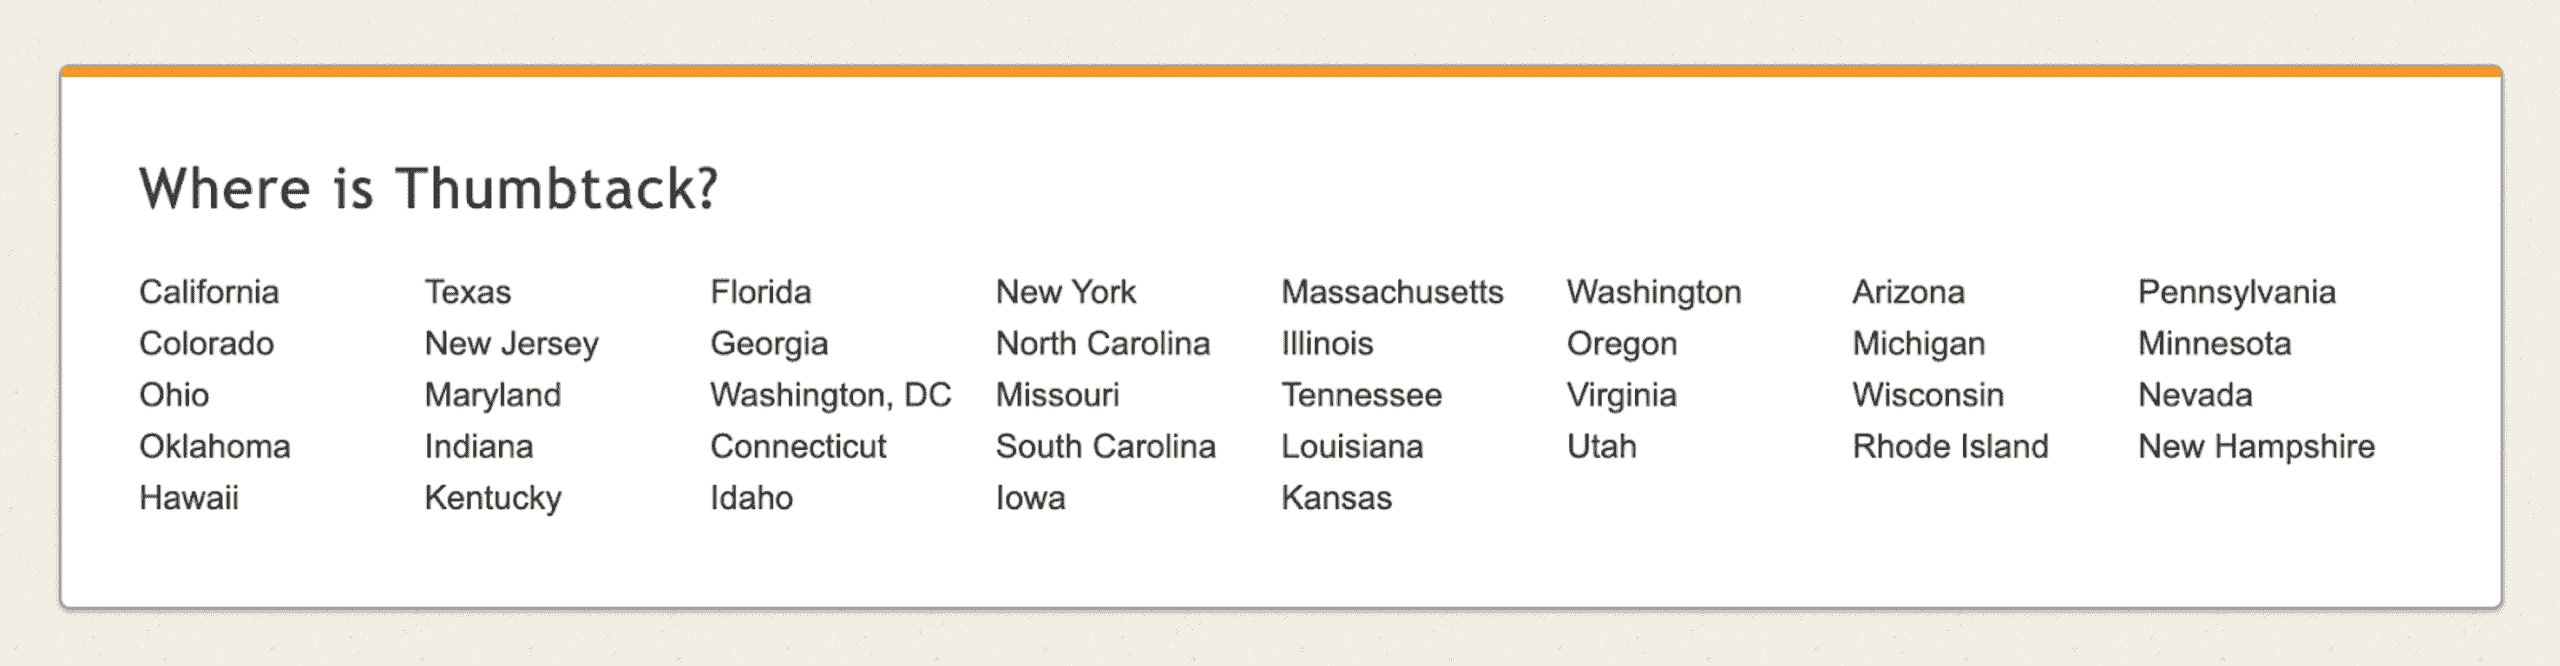 Where is Thumbtack?
California Texas Florida New York Massachusetts Washington Arizona Pennsylvania
Colorado New Jersey Georgia North Carolina Illinois Oregon Michigan Minnesota
Ohio Maryland Washington, DC Missouri Tennessee Virginia Wisconsin Nevada
Oklahoma Indiana Connecticut South Carolina Louisiana Utah Rhode Island New Hampshire
Hawaii Kentucky Idaho Iowa Kansas